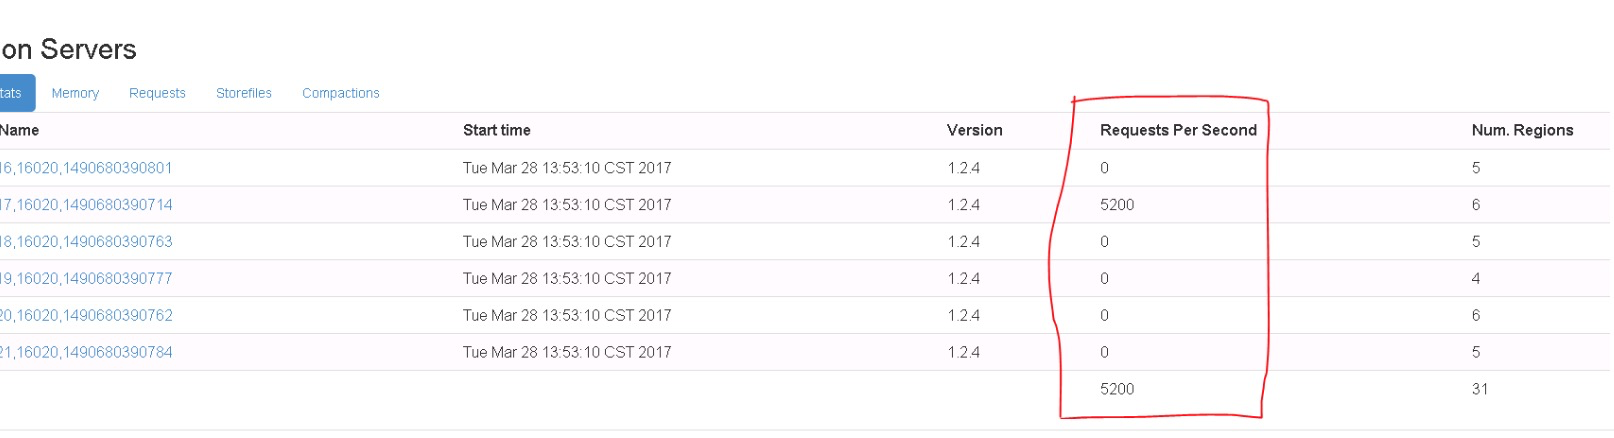 on Servers
tats Memory Requests Storefiles Compactions
Name Start time Version Requests Per Second Num. Regions
16,16020,1490680390801 Tue Mar 28 13:53:10 CST 2017 1.2.4 0 5
17,16020,1490680390714 Tue Mar 28 13:53:10 CST 2017 1.2.4 5200 6
18,16020,1490680390763 Tue Mar 28 13:53:10 CST 2017 1.2.4 0 5
19,16020,1490680390777 Tue Mar 28 13:53:10 CST 2017 1.2.4 0 4
20,16020,1490680390762 Tue Mar 28 13:53:10 CST 2017 1.2.4 0 6
21,16020,1490680390784 Tue Mar 28 13:53:10 CST 2017 1.2.4 0 5
5200 31